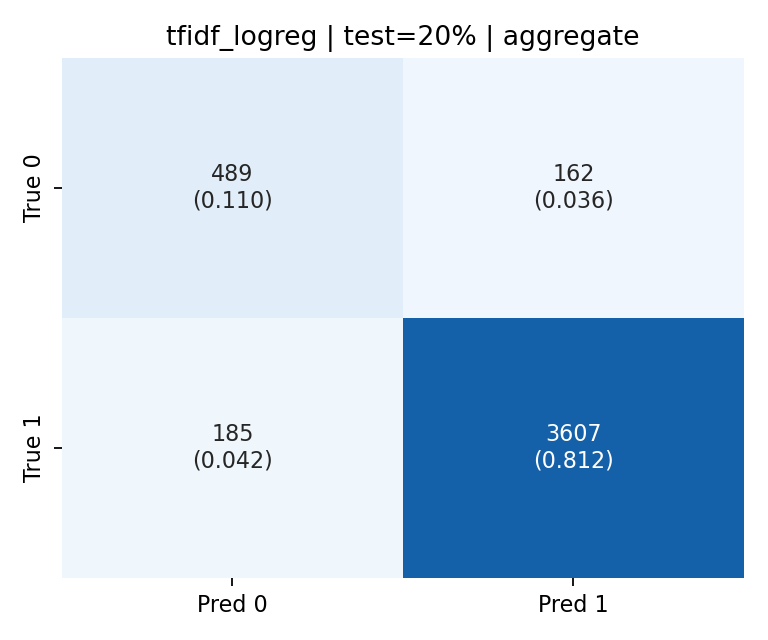 tfidf_logreg | test=20% | aggregate
True 0
489
(0.110)
162
(0.036)
True 1
185
(0.042)
3607
(0.812)
Pred 0
Pred 1